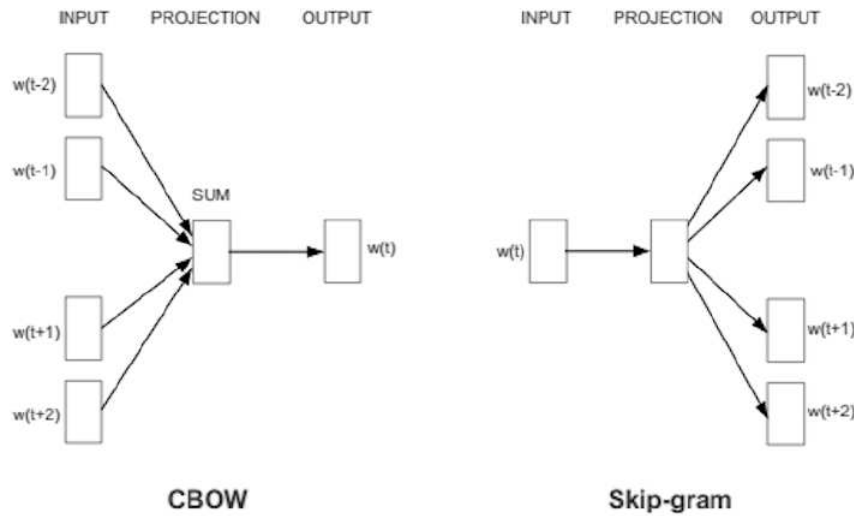 INPUT PROJECTION OUTPUT
w(t-2)
w(t-1)
SUM
w(t)
w(t+1)
w(t+2)
CBOW
INPUT PROJECTION OUTPUT
w(t-2)
w(t-1)
w(t)
w(t+1)
w(t+2)
Skip-gram